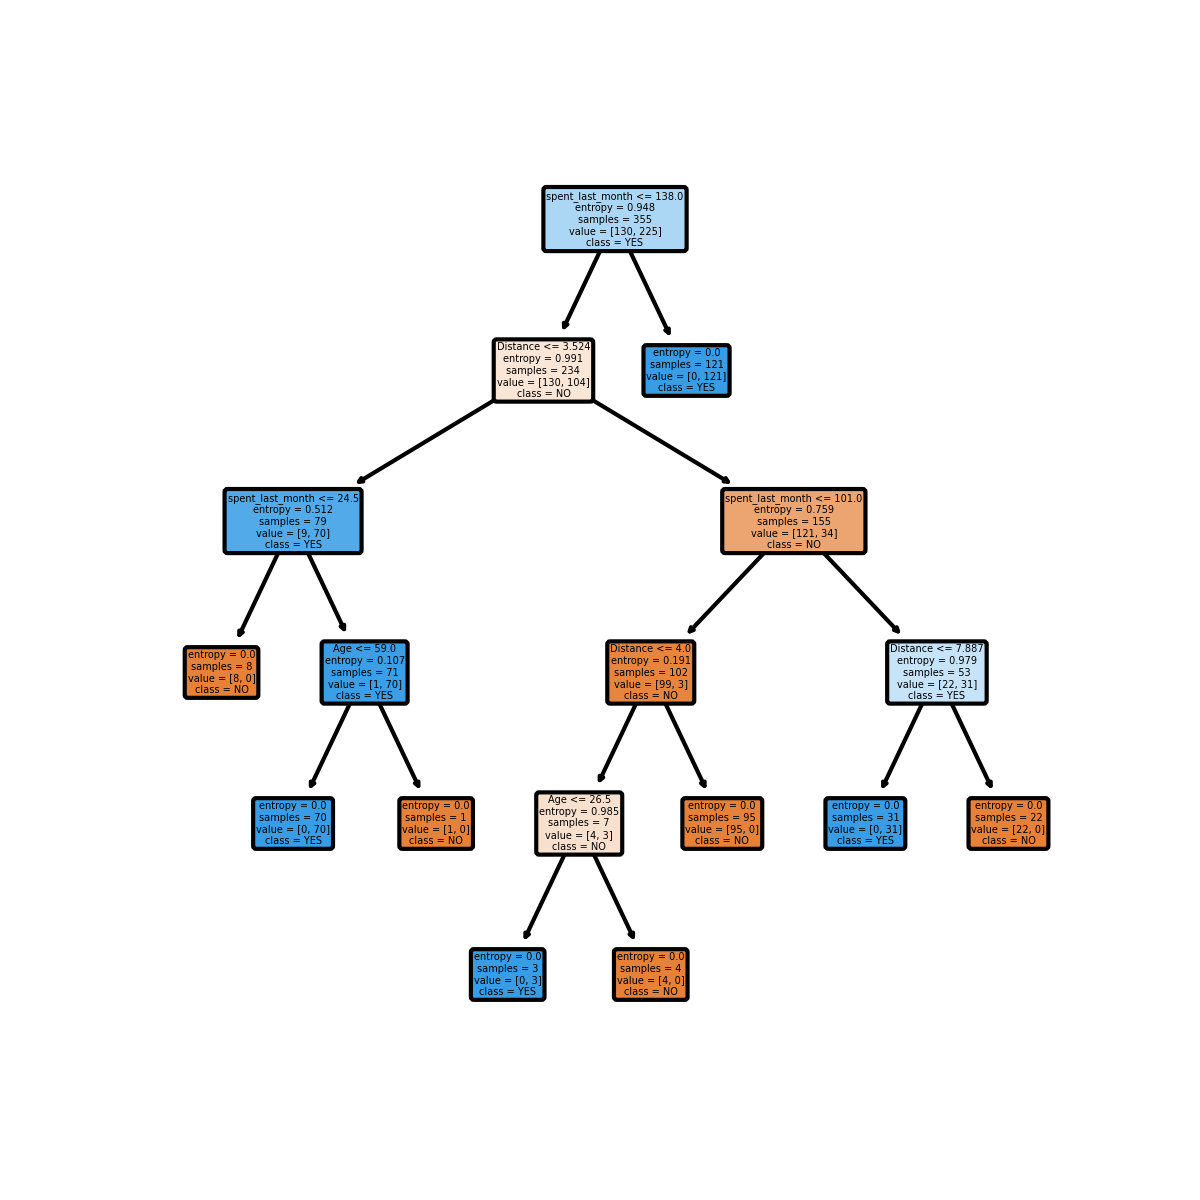 spent_last_month <= 138.0
entropy = 0.948
samples = 355
value = [130, 225]
class = YES
Distance <= 3.524
entropy = 0.991
samples = 234
value = [130, 104]
class = NO
entropy = 0.0
samples = 121
value = [0, 121]
class = YES
spent_last_month <= 24.5
entropy = 0.512
samples = 79
value = [9, 70]
class = YES
spent_last_month <= 101.0
entropy = 0.759
samples = 155
value = [121, 34]
class = NO
entropy = 0.0
samples = 8
value = [8, 0]
class = NO
Age <= 59.0
entropy = 0.107
samples = 71
value = [1, 70]
class = YES
Distance <= 4.0
entropy = 0.191
samples = 102
value = [99, 3]
class = NO
Distance <= 7.887
entropy = 0.979
samples = 53
value = [22, 31]
class = YES
entropy = 0.0
samples = 70
value = [0, 70]
class = YES
entropy = 0.0
samples = 1
value = [1, 0]
class = NO
Age <= 26.5
entropy = 0.985
samples = 7
value = [4, 3]
class = NO
entropy = 0.0
samples = 95
value = [95, 0]
class = NO
entropy = 0.0
samples = 31
value = [0, 31]
class = YES
entropy = 0.0
samples = 22
value = [22, 0]
class = NO
entropy = 0.0
samples = 3
value = [0, 3]
class = YES
entropy = 0.0
samples = 4
value = [4, 0]
class = NO